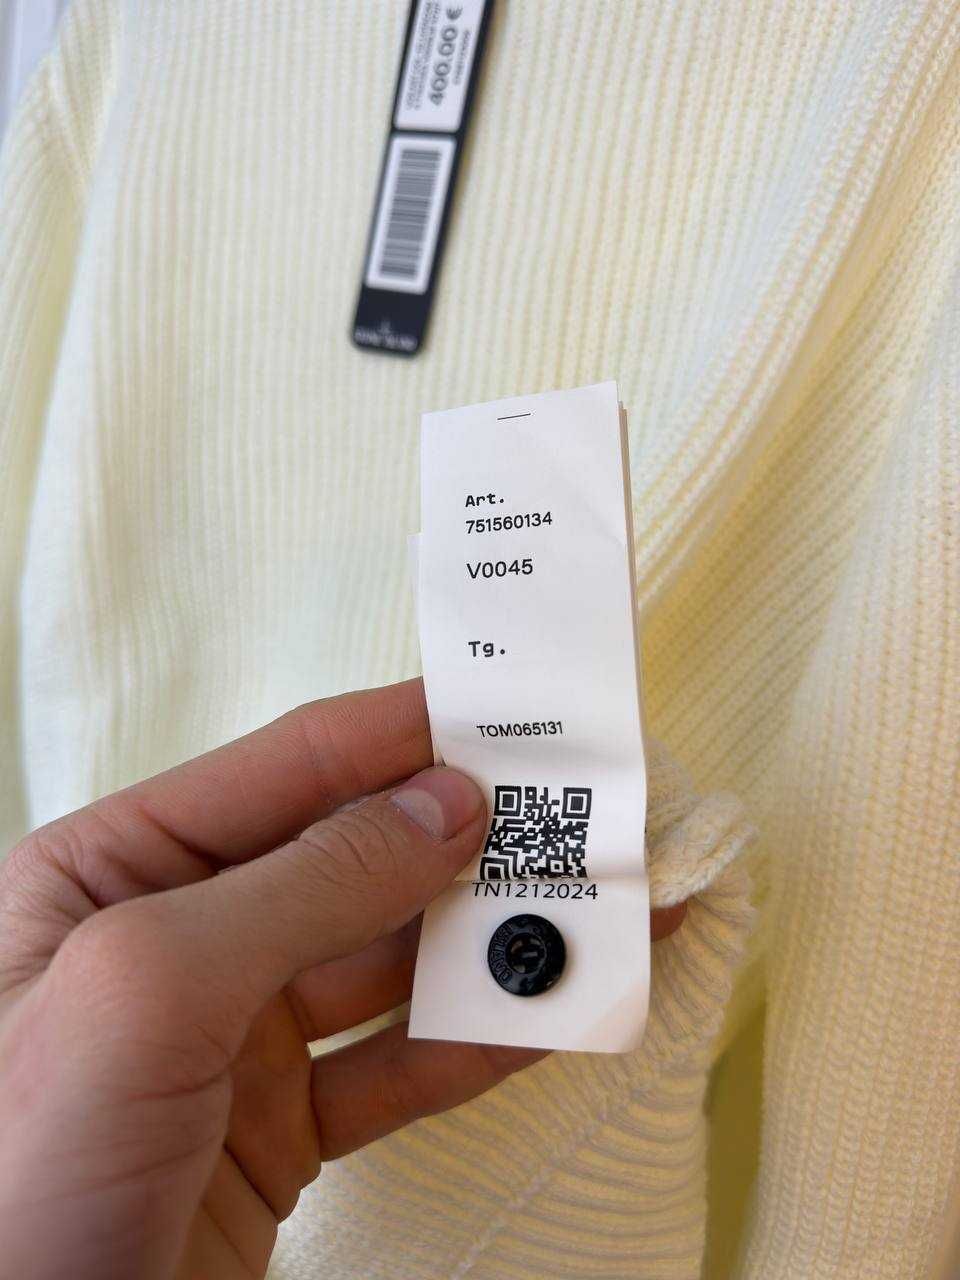 400.00 €
Art.
751560134
V0045
Tg.
TOM065131
TN1212024